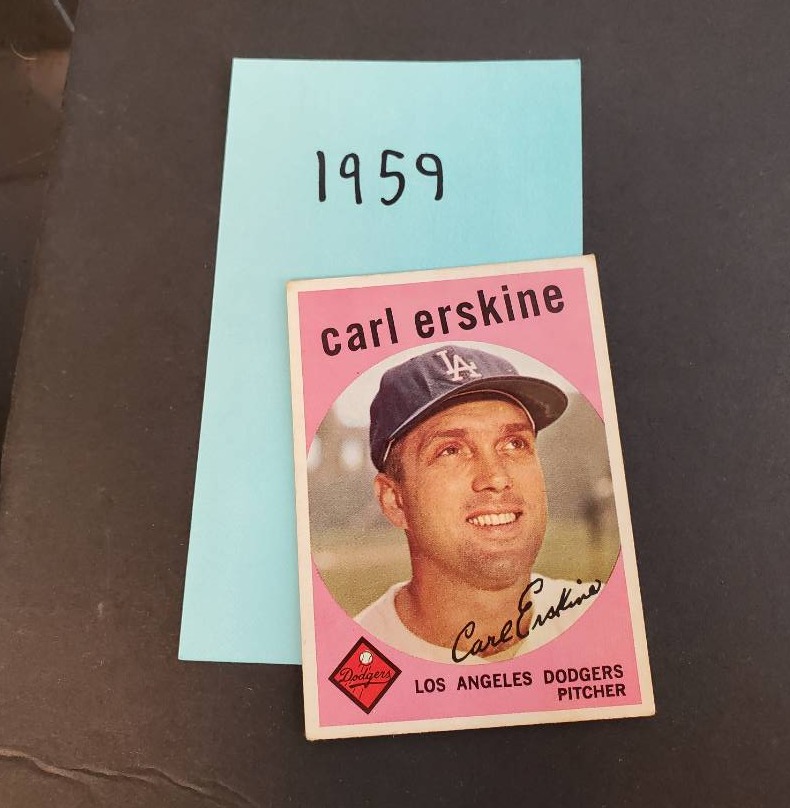 1959
carl erskine
LA
Carl Erskine
Dodgers
LOS ANGELES DODGERS
PITCHER